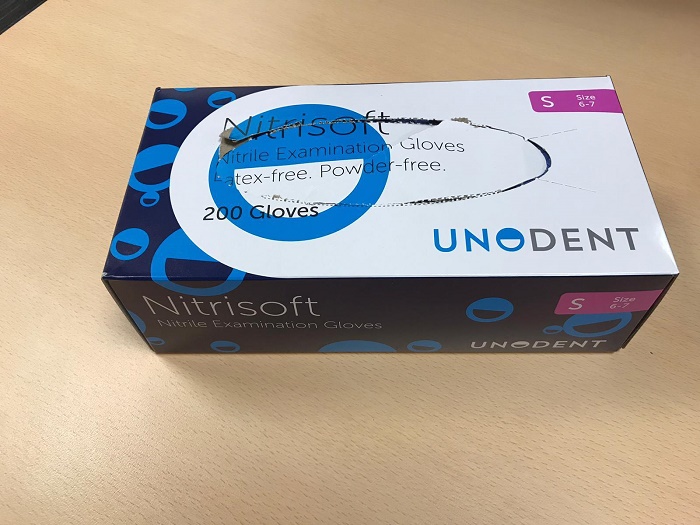 Nitrisoft
Nitrile Examination Gloves
Latex-free. Powder-free.
200 Gloves
S Size
6-7
UNODENT
Nitrisoft
Nitrile Examination Gloves
S Size
6-7
UNODENT